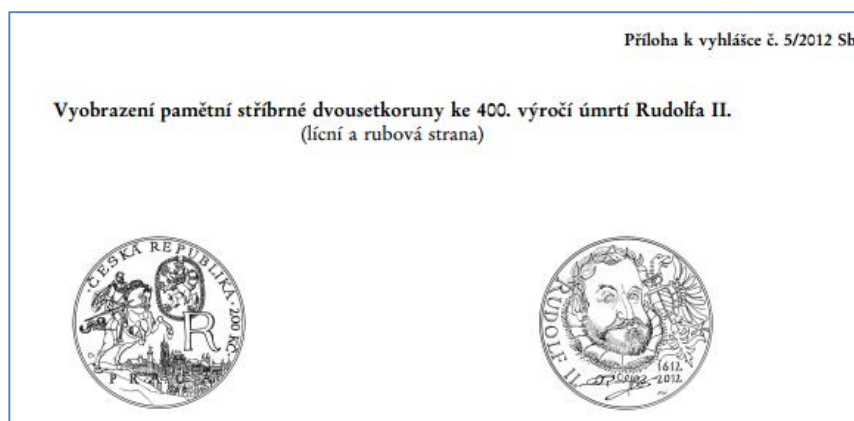 Příloha k vyhlášce č. 5/2012 Sb
Vyobrazení pamětní stříbrné dvousetkoruny ke 400. výročí úmrtí Rudolfa II.
(lícní a rubová strana)
·ČESKÁ REPUBLIKA·200 KČ·
R
RUDOLF II.
1612
2012